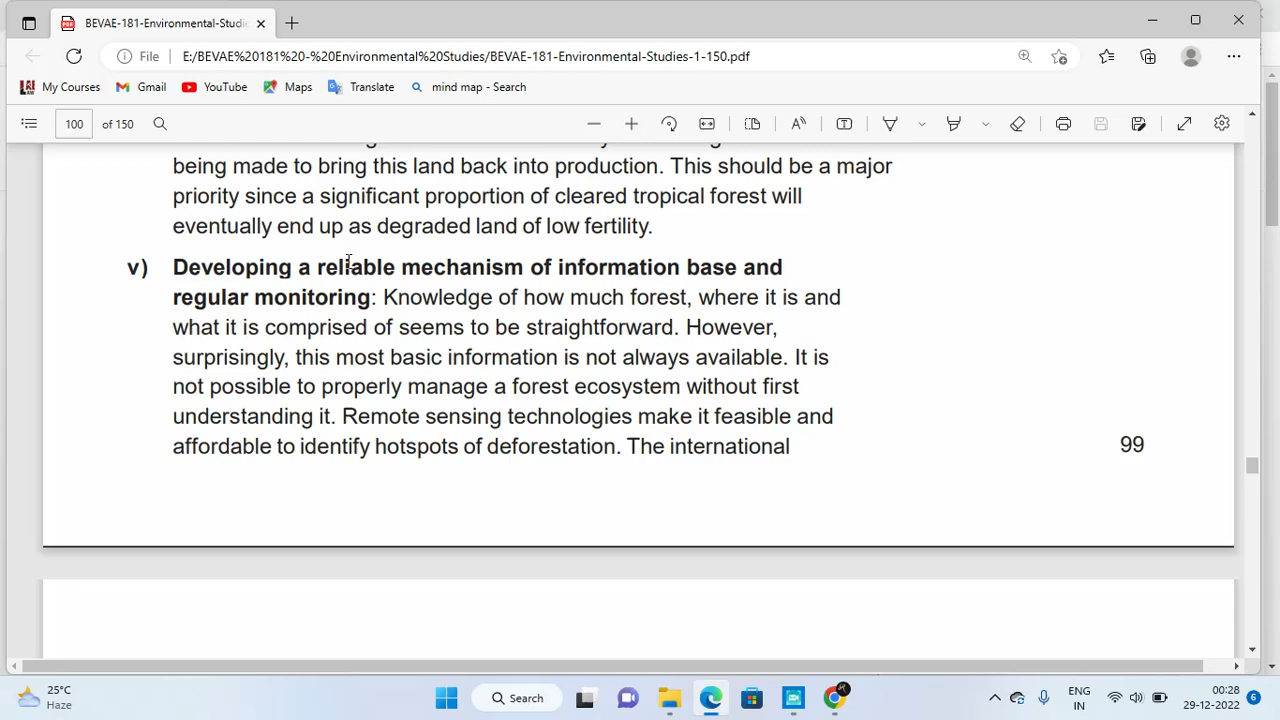 BEVAE-181-Environmental-Studie
File E:/BEVAE%20181%20-%20Environmental%20Studies/BEVAE-181-Environmental-Studies-1-150.pdf
My Courses Gmail YouTube Maps Translate mind map - Search
100 of 150
being made to bring this land back into production. This should be a major
priority since a significant proportion of cleared tropical forest will
eventually end up as degraded land of low fertility.
v) Developing a reliable mechanism of information base and
regular monitoring: Knowledge of how much forest, where it is and
what it is comprised of seems to be straightforward. However,
surprisingly, this most basic information is not always available. It is
not possible to properly manage a forest ecosystem without first
understanding it. Remote sensing technologies make it feasible and
affordable to identify hotspots of deforestation. The international
99
25°C
Haze
Search
ENG
IN
00:28
29-12-2022
6